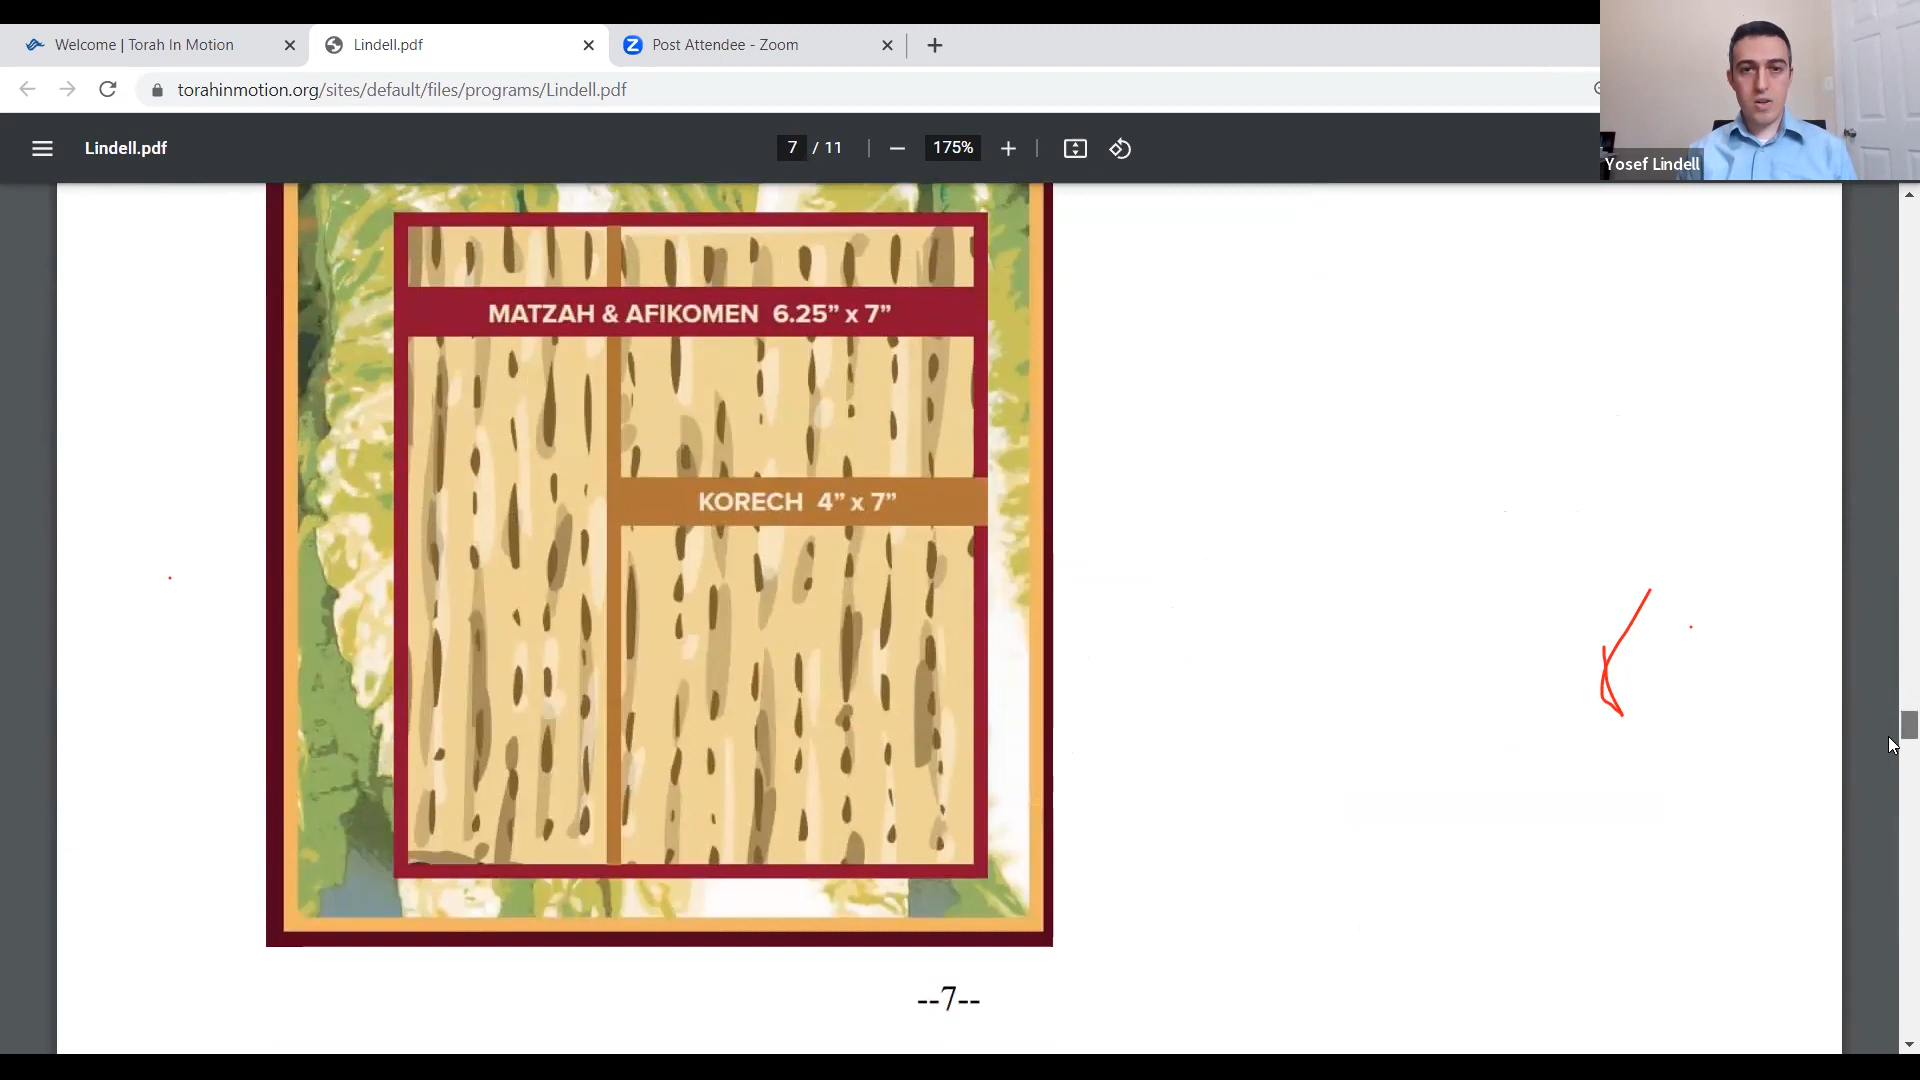 Welcome | Torah In Motion
Lindell.pdf
Post Attendee - Zoom
torahinmotion.org/sites/default/files/programs/Lindell.pdf
Lindell.pdf
7 / 11
175%
Yosef Lindell
MATZAH & AFIKOMEN 6.25” x 7”
KORECH 4” x 7”
--7--